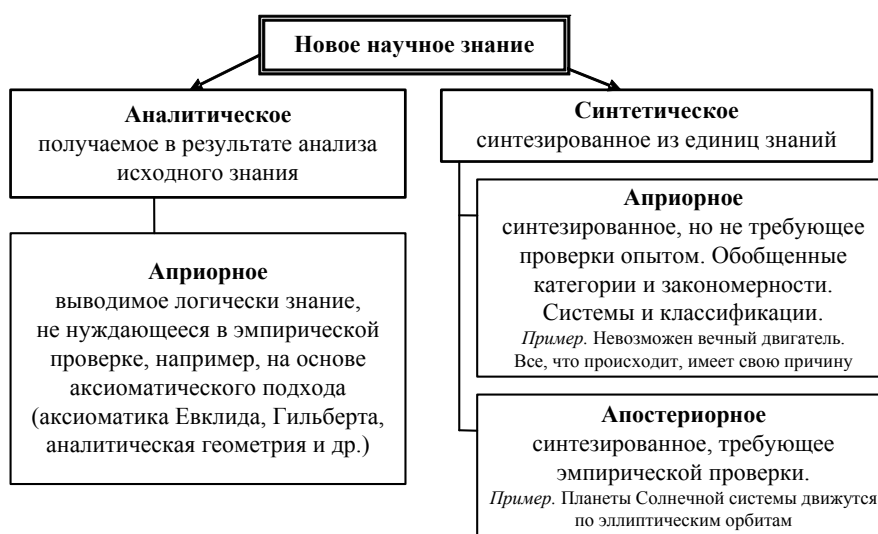 Новое научное знание
Аналитическое
получаемое в результате анализа
исходного знания
Априорное
выводимое логически знание,
не нуждающееся в эмпирической
проверке, например, на основе
аксиоматического подхода
(аксиоматика Евклида, Гильберта,
аналитическая геометрия и др.)
Синтетическое
синтезированное из единиц знаний
Априорное
синтезированное, но не требующее
проверки опытом. Обобщенные
категории и закономерности.
Системы и классификации.
Пример. Невозможен вечный двигатель.
Все, что происходит, имеет свою причину
Апостериорное
синтезированное, требующее
эмпирической проверки.
Пример. Планеты Солнечной системы движутся
по эллиптическим орбитам